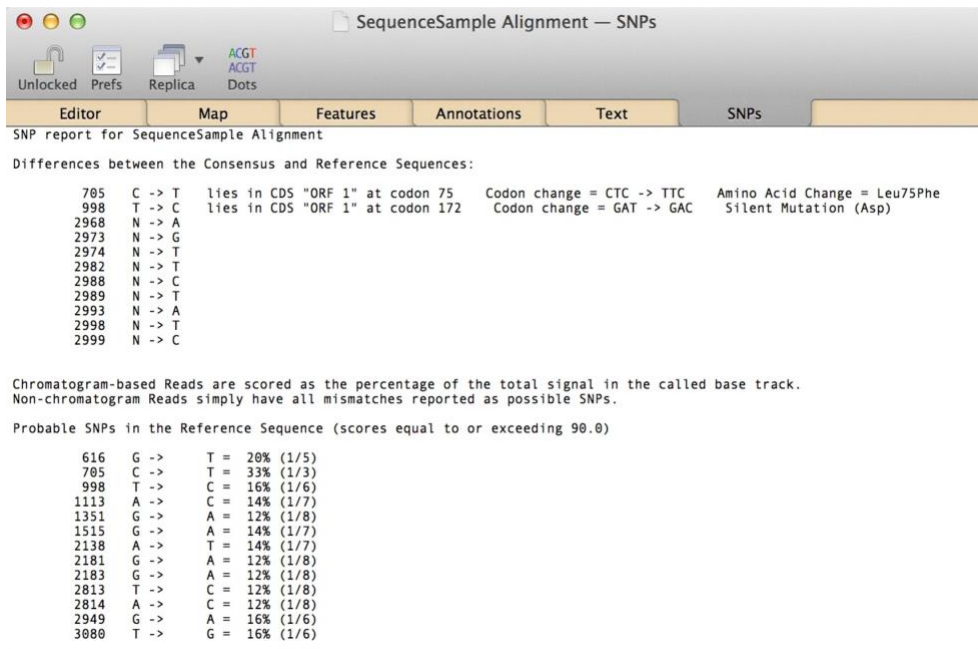 SequenceSample Alignment — SNPs
ACGT
ACGT
Unlocked Prefs Replica Dots
Editor Map Features Annotations Text SNPs
SNP report for SequenceSample Alignment
Differences between the Consensus and Reference Sequences:
705 C -> T lies in CDS "ORF 1" at codon 75 Codon change = CTC -> TTC Amino Acid Change = Leu75Phe
998 T -> C lies in CDS "ORF 1" at codon 172 Codon change = GAT -> GAC Silent Mutation (Asp)
2968 N -> A
2973 N -> G
2974 N -> T
2982 N -> T
2988 N -> C
2989 N -> T
2993 N -> A
2998 N -> T
2999 N -> C
Chromatogram-based Reads are scored as the percentage of the total signal in the called base track.
Non-chromatogram Reads simply have all mismatches reported as possible SNPs.
Probable SNPs in the Reference Sequence (scores equal to or exceeding 90.0)
616 G -> T = 20% (1/5)
705 C -> T = 33% (1/3)
998 T -> C = 16% (1/6)
1113 A -> C = 14% (1/7)
1351 G -> A = 12% (1/8)
1515 G -> A = 14% (1/7)
2138 A -> T = 14% (1/7)
2181 G -> A = 12% (1/8)
2183 G -> A = 12% (1/8)
2813 T -> C = 12% (1/8)
2814 A -> C = 12% (1/8)
2949 G -> A = 16% (1/6)
3080 T -> G = 16% (1/6)